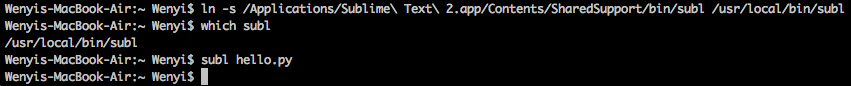 Wenyis-MacBook-Air:~ Wenyi$ ln -s /Applications/Sublime\ Text\ 2.app/Contents/SharedSupport/bin/subl /usr/local/bin/subl
Wenyis-MacBook-Air:~ Wenyi$ which subl
/usr/local/bin/subl
Wenyis-MacBook-Air:~ Wenyi$ subl hello.py
Wenyis-MacBook-Air:~ Wenyi$